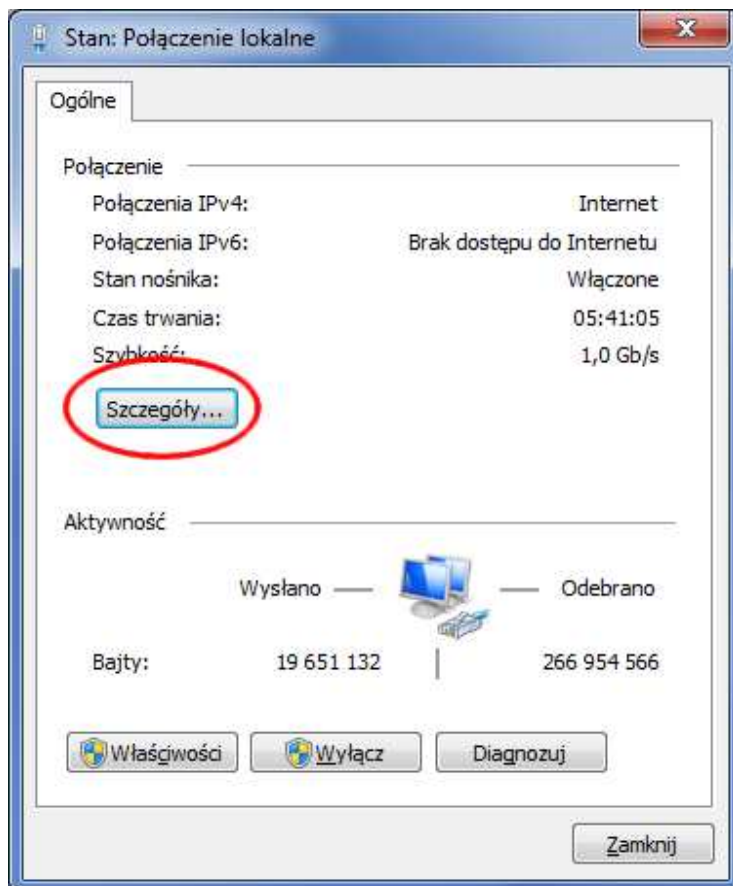 Stan: Połączenie lokalne
Ogólne
Połączenie
Połączenia IPv4: Internet
Połączenia IPv6: Brak dostępu do Internetu
Stan nośnika: Włączone
Czas trwania: 05:41:05
Szybkość: 1,0 Gb/s
Szczegóły...
Aktywność
Wysłano Odebrano
Bajty: 19 651 132 266 954 566
Właściwości Wyłącz Diagnozuj
Zamknij